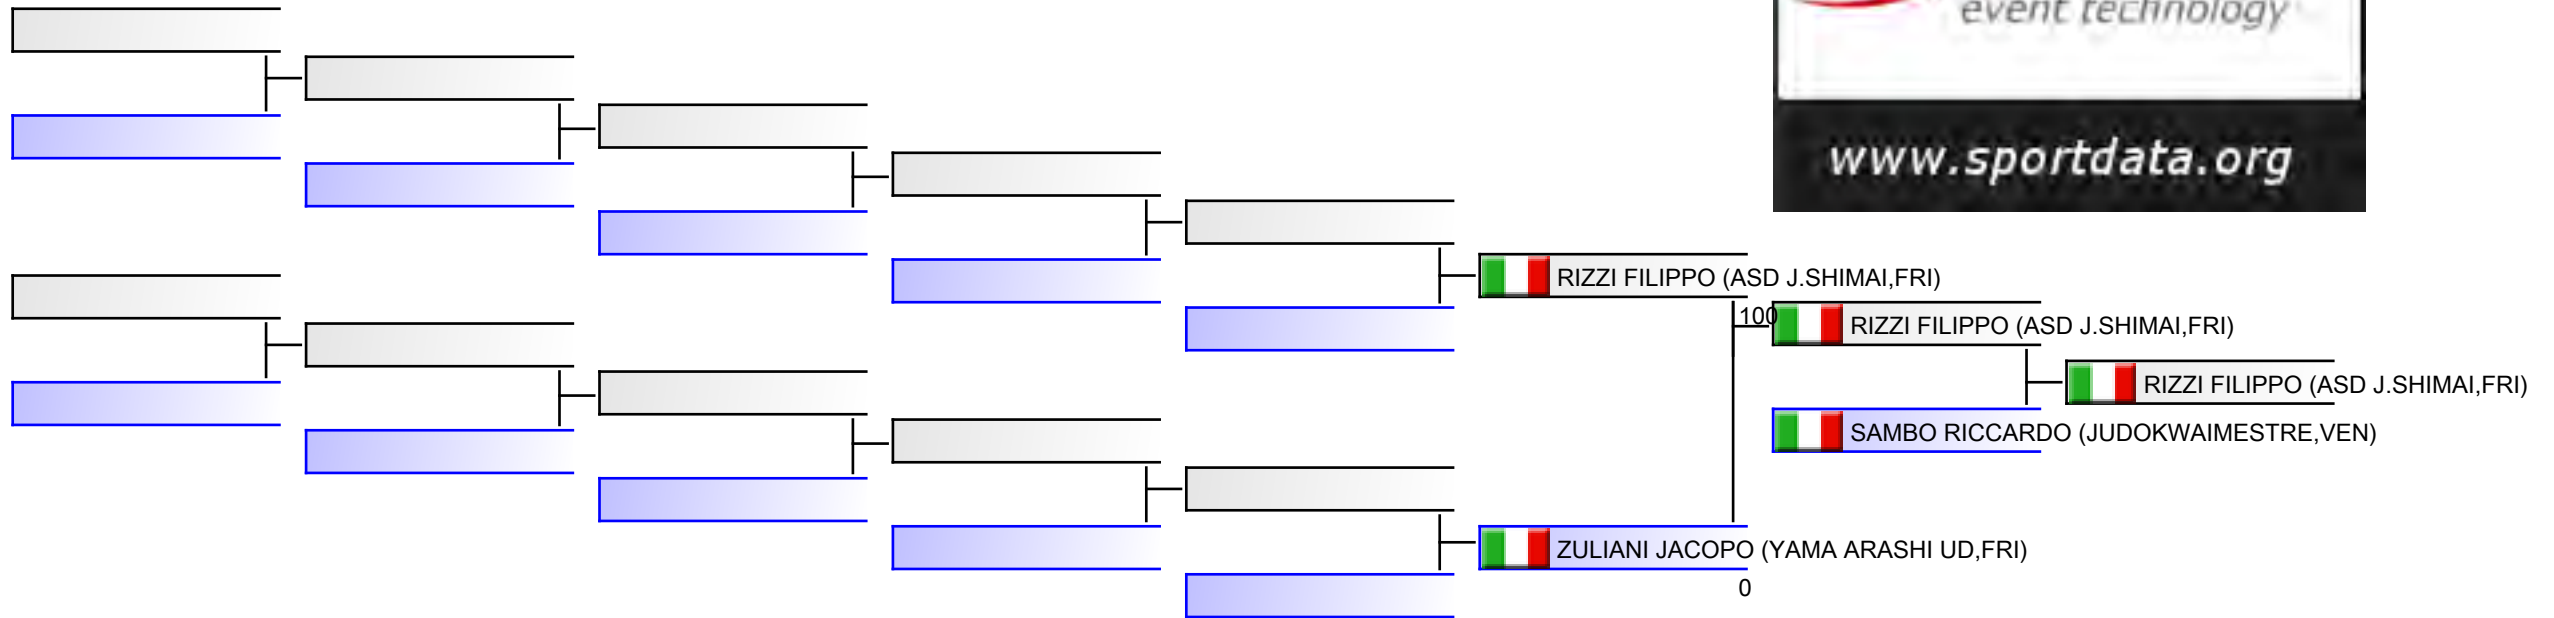 event technology
www.sportdata.org
RIZZI FILIPPO (ASD J.SHIMAI,FRI)
100
RIZZI FILIPPO (ASD J.SHIMAI,FRI)
RIZZI FILIPPO (ASD J.SHIMAI,FRI)
SAMBO RICCARDO (JUDOKWAIMESTRE,VEN)
ZULIANI JACOPO (YAMA ARASHI UD,FRI)
0